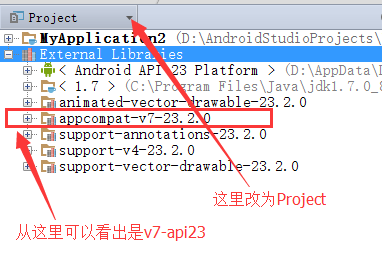 Project
MyApplication2 (D:\AndroidStudioProjects\
External Libraries
< Android API 23 Platform > (D:\AppData\
< 1.7 > (C:\Program Files\Java\jdk1.7.0_8
animated-vector-drawable-23.2.0
appcompat-v7-23.2.0
support-annotations-23.2.0
support-v4-23.2.0
support-vector-drawable-23.2.0
这里改为Project
从这里可以看出是v7-api23